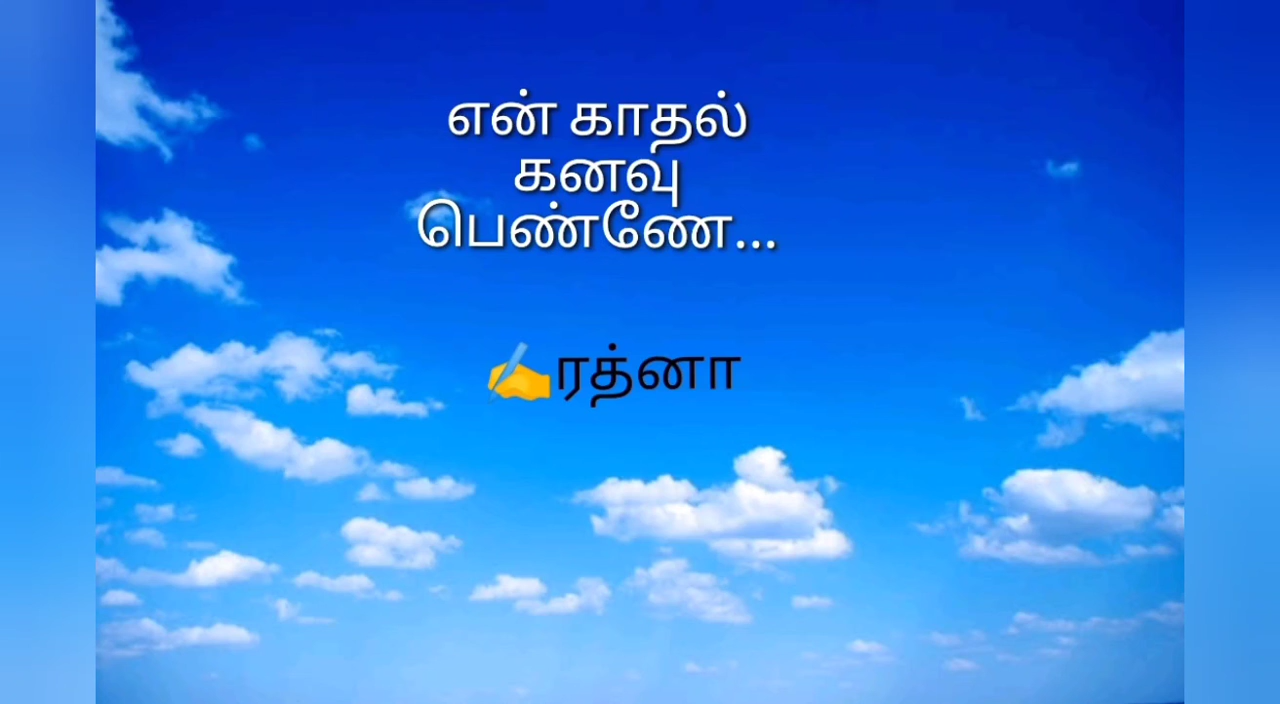 என் காதல்
கனவு
பெண்ணே...
✍️ரத்னா